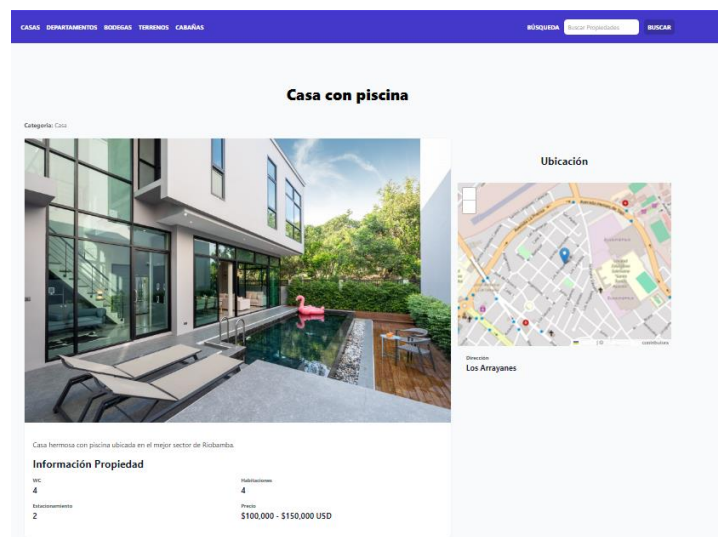 CASAS DEPARTAMENTOS BODEGAS TERRENOS CABAÑAS
BÚSQUEDA Buscar Propiedades BUSCAR
Casa con piscina
Categoría: Casa
Ubicación
Dirección
Los Arrayanes
Casa hermosa con piscina ubicada en el mejor sector de Riobamba.
Información Propiedad
WC
4
Habitaciones
4
Estacionamiento
2
Precio
$100,000 - $150,000 USD